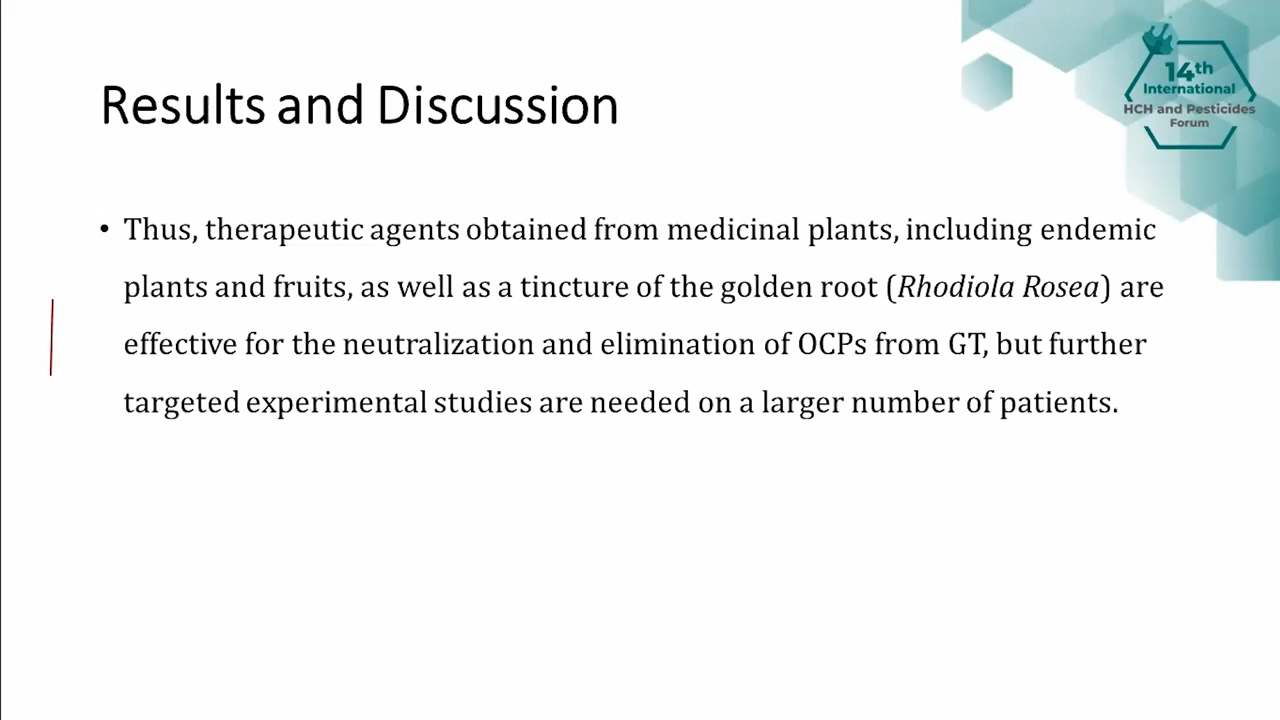 14th
International
HCH and Pesticides
Forum
Results and Discussion
• Thus, therapeutic agents obtained from medicinal plants, including endemic
plants and fruits, as well as a tincture of the golden root (Rhodiola Rosea) are
effective for the neutralization and elimination of OCPs from GT, but further
targeted experimental studies are needed on a larger number of patients.